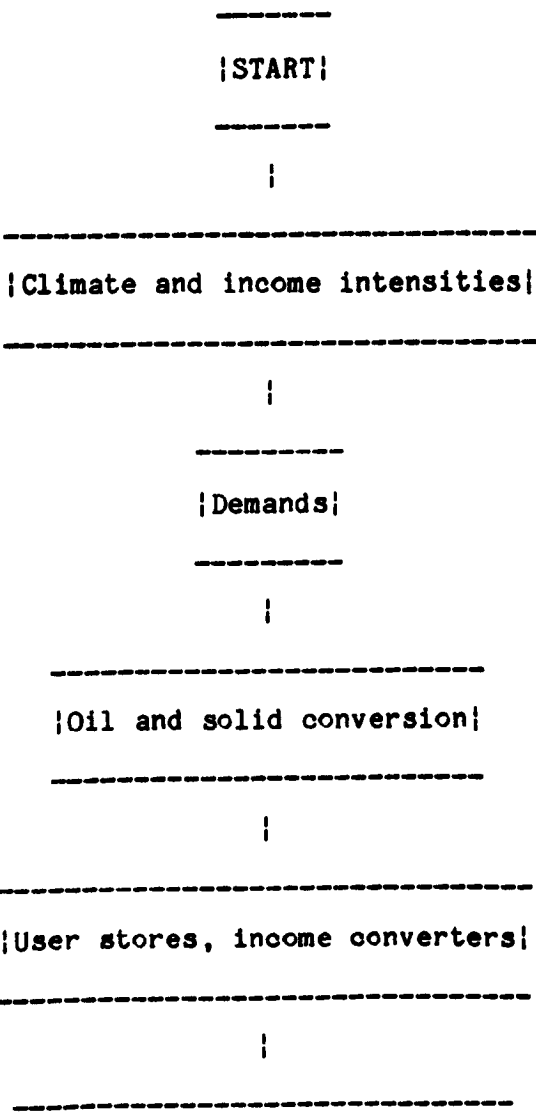 |START|
|Climate and income intensities|
|Demands|
|Oil and solid conversion|
|User stores, income converters|